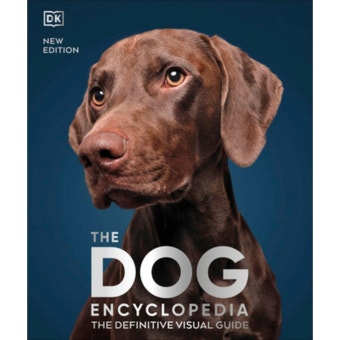 DK
NEW
EDITION
THE
DOG
ENCYCLOPEDIA
THE DEFINITIVE VISUAL GUIDE